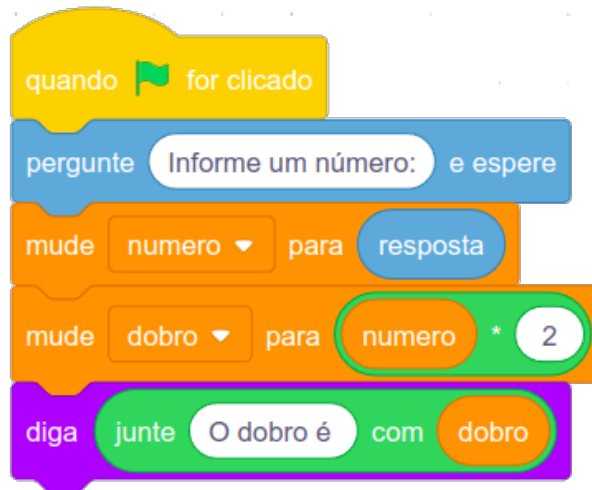 quando for clicado
pergunte Informe um número: e espere
mude numero para resposta
mude dobro para numero * 2
diga junte O dobro é com dobro